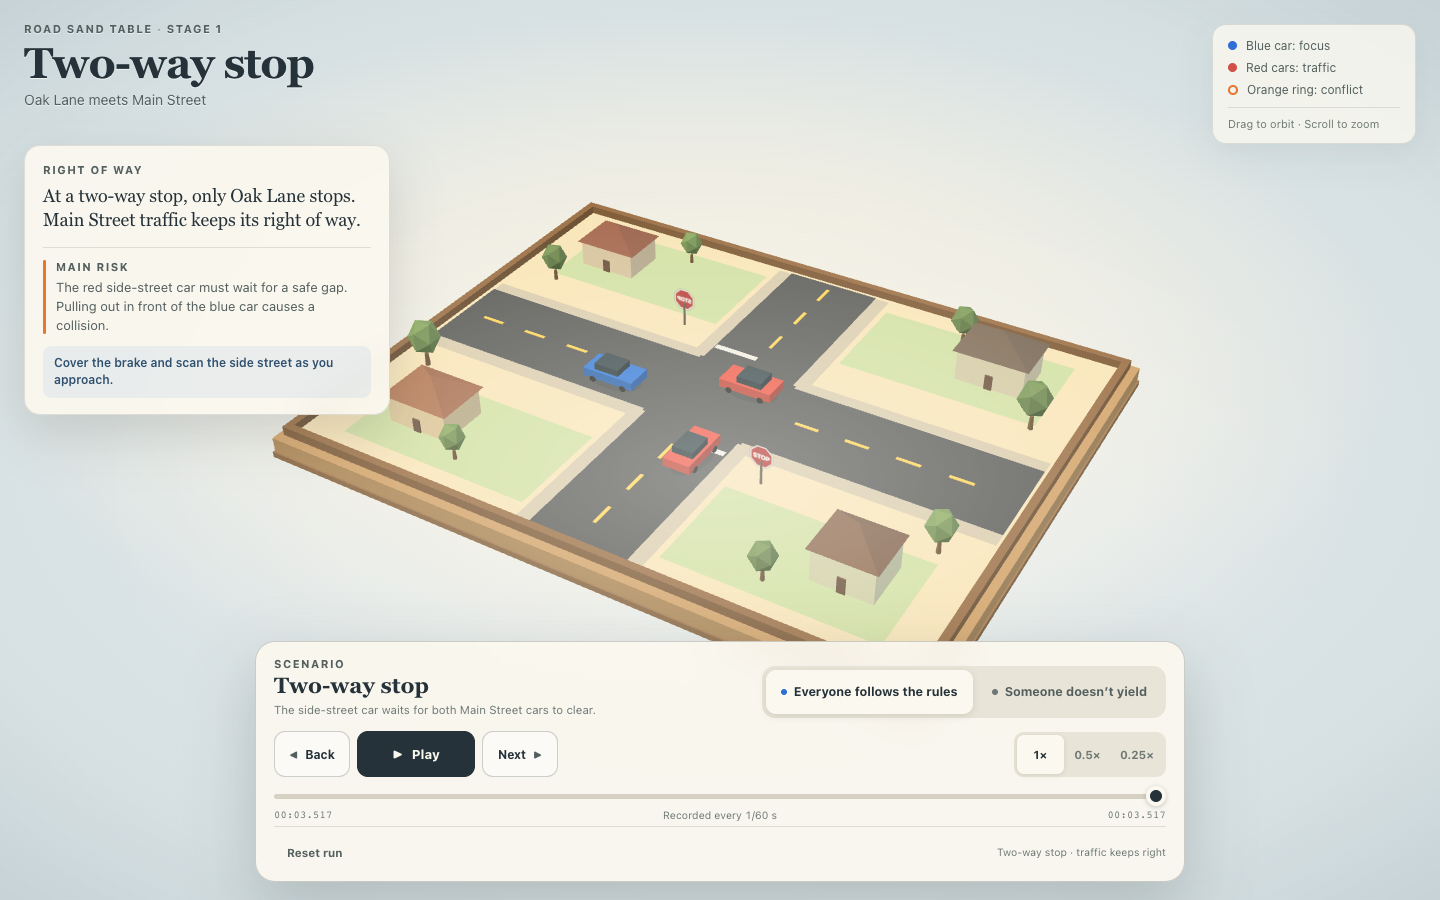 ROAD SAND TABLE · STAGE 1
Two-way stop
Oak Lane meets Main Street
Blue car: focus
Red cars: traffic
Orange ring: conflict
Drag to orbit · Scroll to zoom
RIGHT OF WAY
At a two-way stop, only Oak Lane stops.
Main Street traffic keeps its right of way.
MAIN RISK
The red side-street car must wait for a safe gap.
Pulling out in front of the blue car causes a
collision.
Cover the brake and scan the side street as you
approach.
STOP
SCENARIO
Two-way stop
The side-street car waits for both Main Street cars to clear.
Everyone follows the rules
Someone doesn't yield
Back
Play
Next
1×
0.5×
0.25×
00:03.517
Recorded every 1/60 s
00:03.517
Reset run
Two-way stop · traffic keeps right